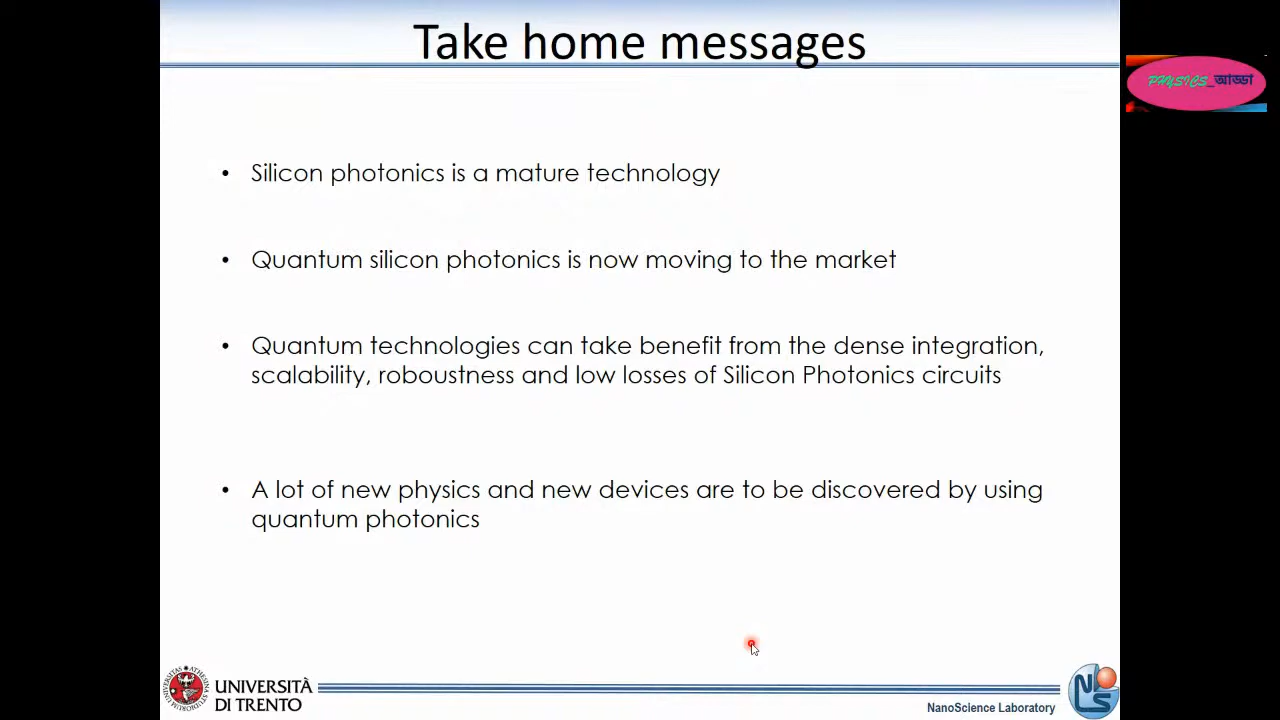 Take home messages
PHYSICS_আড্ডা
• Silicon photonics is a mature technology
• Quantum silicon photonics is now moving to the market
• Quantum technologies can take benefit from the dense integration,
scalability, roboustness and low losses of Silicon Photonics circuits
• A lot of new physics and new devices are to be discovered by using
quantum photonics
UNIVERSITÀ
DI TRENTO
NanoScience Laboratory